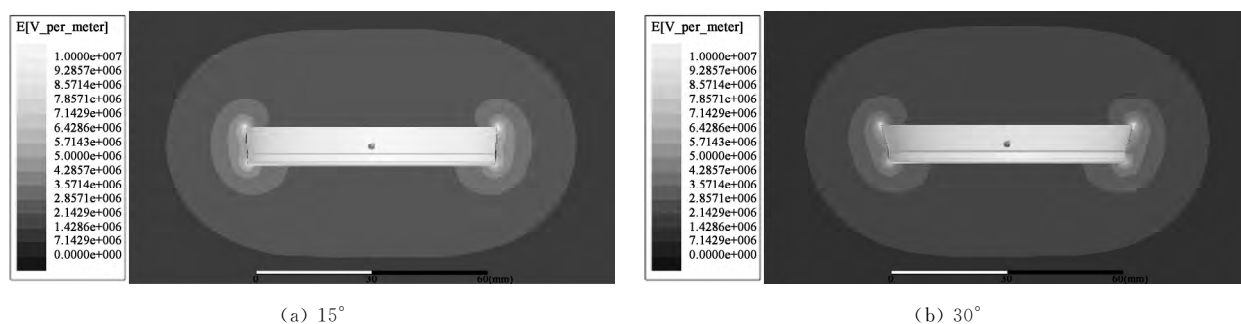 E[V_per_meter]
1.0000e+007
9.2857e+006
8.5714e+006
7.8571e+006
7.1429e+006
6.4286e+006
5.7143e+006
5.0000e+006
4.2857e+006
3.5714e+006
2.8571e+006
2.1429e+006
1.4286e+006
7.1429e+006
0.0000e+000
0
30
60(mm)
(a) 15°
E[V_per_meter]
1.0000e+007
9.2857e+006
8.5714e+006
7.8571e+006
7.1429e+006
6.4286e+006
5.7143e+006
5.0000e+006
4.2857e+006
3.5714e+006
2.8571e+006
2.1429e+006
1.4286e+006
7.1429e+006
0.0000e+000
0
30
60(mm)
(b) 30°